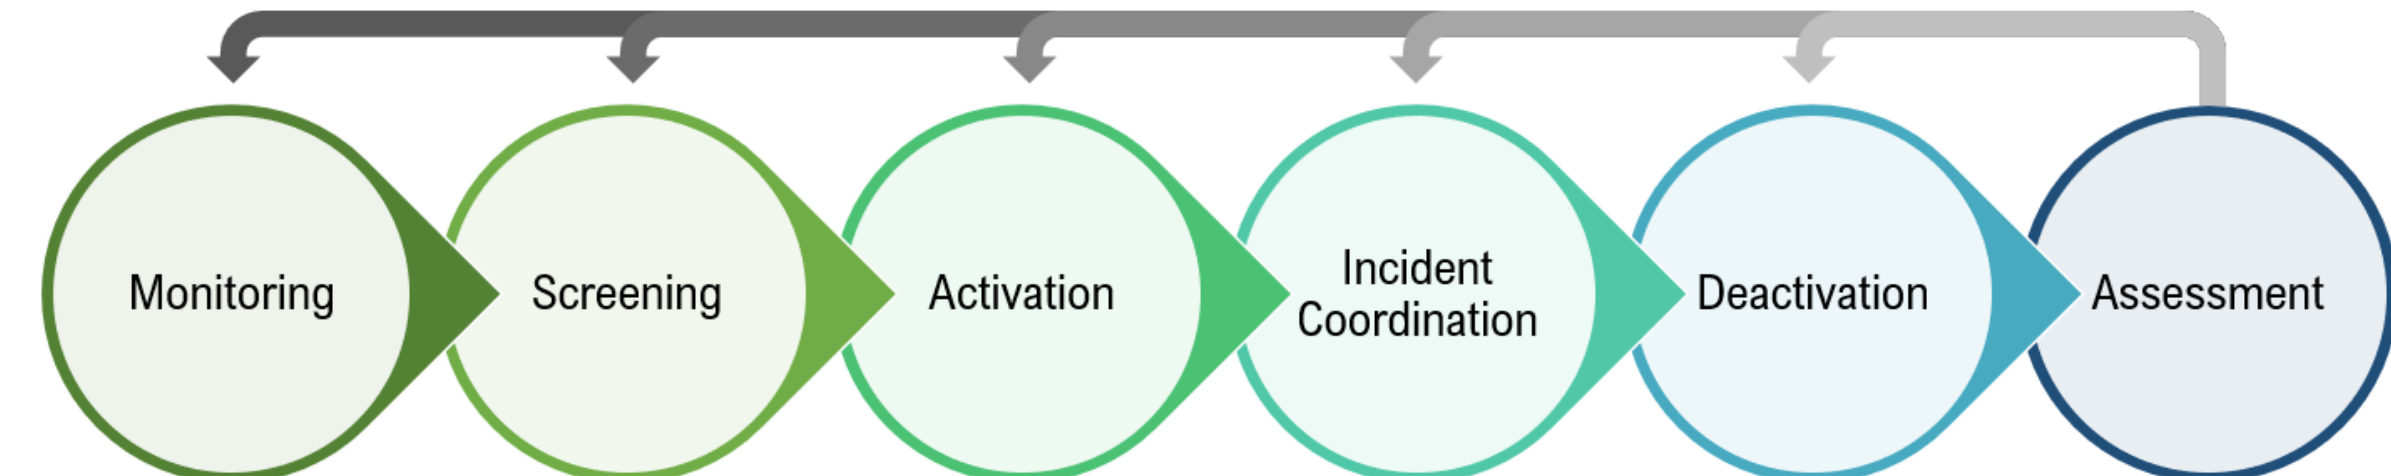 Monitoring
Screening
Activation
Incident
Coordination
Deactivation
Assessment